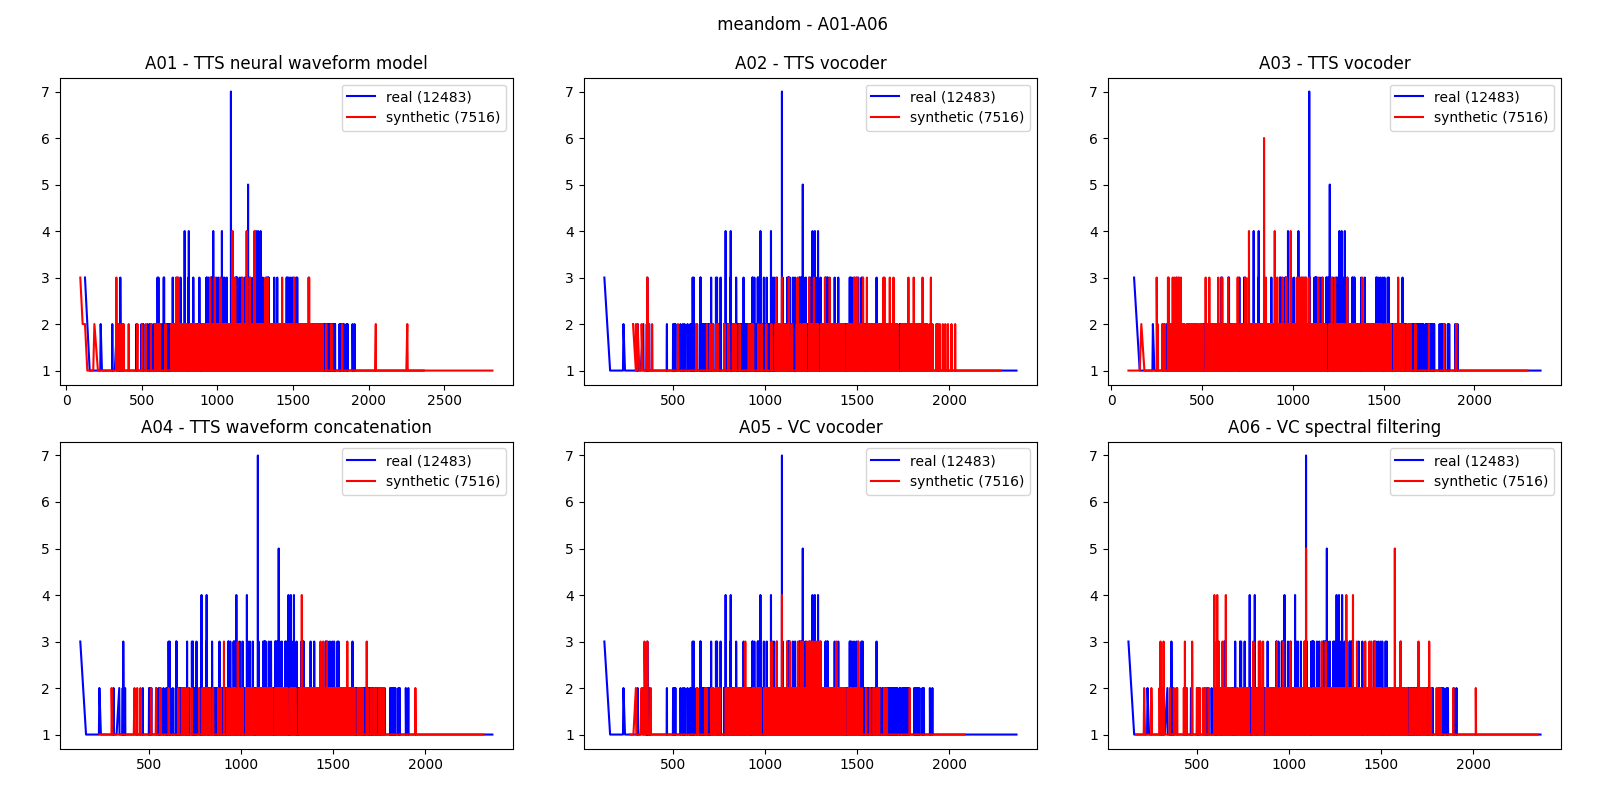 meandom - A01-A06
A01 - TTS neural waveform model
7
6
5
4
3
2
1
real (12483)
synthetic (7516)
0 500 1000 1500 2000 2500
A02 - TTS vocoder
7
6
5
4
3
2
1
real (12483)
synthetic (7516)
500 1000 1500 2000
A03 - TTS vocoder
7
6
5
4
3
2
1
real (12483)
synthetic (7516)
0 500 1000 1500 2000
A04 - TTS waveform concatenation
7
6
5
4
3
2
1
real (12483)
synthetic (7516)
500 1000 1500 2000
A05 - VC vocoder
7
6
5
4
3
2
1
real (12483)
synthetic (7516)
500 1000 1500 2000
A06 - VC spectral filtering
7
6
5
4
3
2
1
real (12483)
synthetic (7516)
500 1000 1500 2000